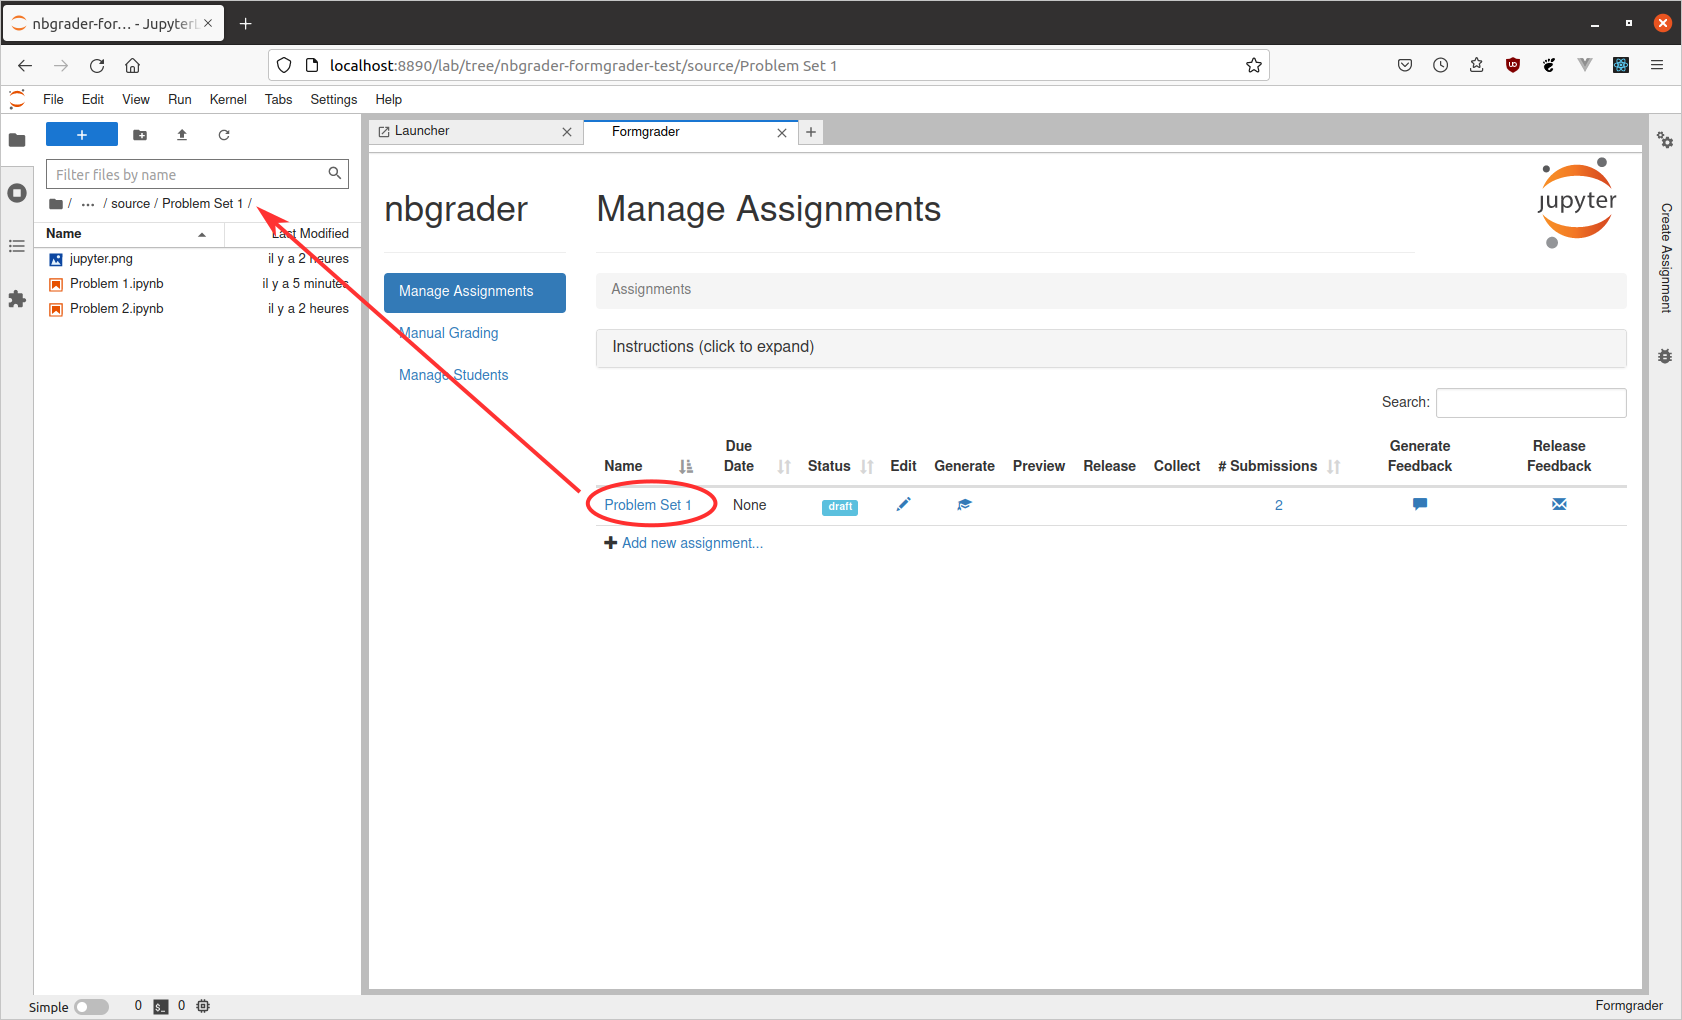 nbgrader-for… - JupyterL
localhost:8890/lab/tree/nbgrader-formgrader-test/source/Problem Set 1
File Edit View Run Kernel Tabs Settings Help
Filter files by name
/ … / source / Problem Set 1 /
Name Last Modified
jupyter.png il y a 2 heures
Problem 1.ipynb il y a 5 minutes
Problem 2.ipynb il y a 2 heures
Launcher
Formgrader
nbgrader
Manage Assignments
Manual Grading
Manage Students
Manage Assignments
jupyter
Assignments
Instructions (click to expand)
Search:
Name Due Date Status Edit Generate Preview Release Collect # Submissions Generate Feedback Release Feedback
Problem Set 1 None draft 2
Add new assignment...
Create Assignment
Simple 0 $_ 0
Formgrader